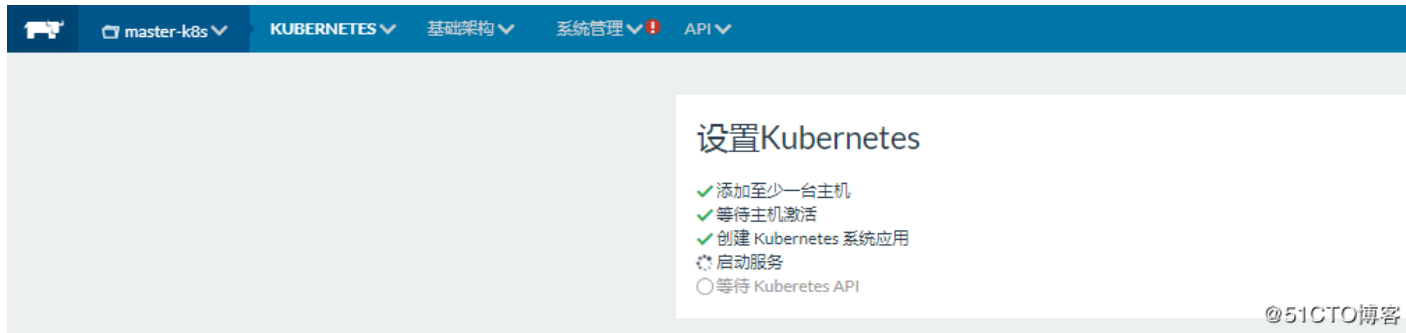 master-k8s KUBERNETES 基础架构 系统管理 ! API
设置Kubernetes
添加至少一台主机
等待主机激活
创建 Kubernetes 系统应用
启动服务
等待 Kuberetes API
@51CTO博客